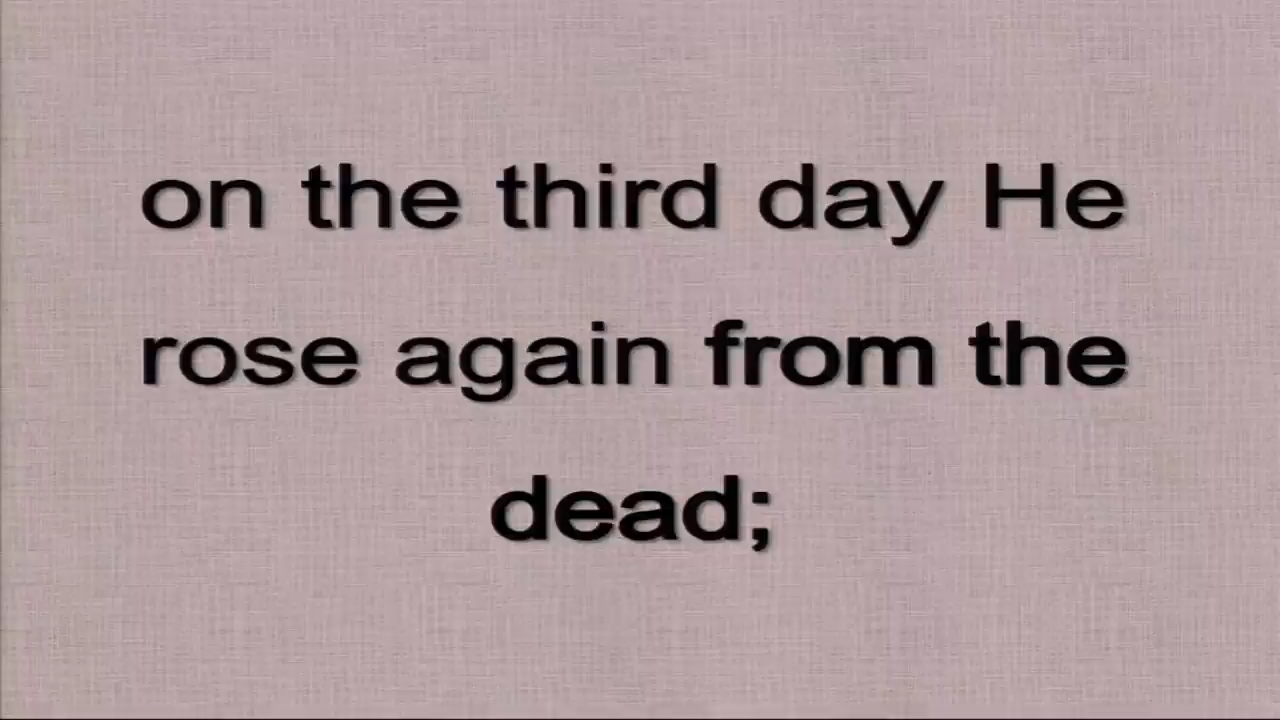 on the third day He
rose again from the
dead;